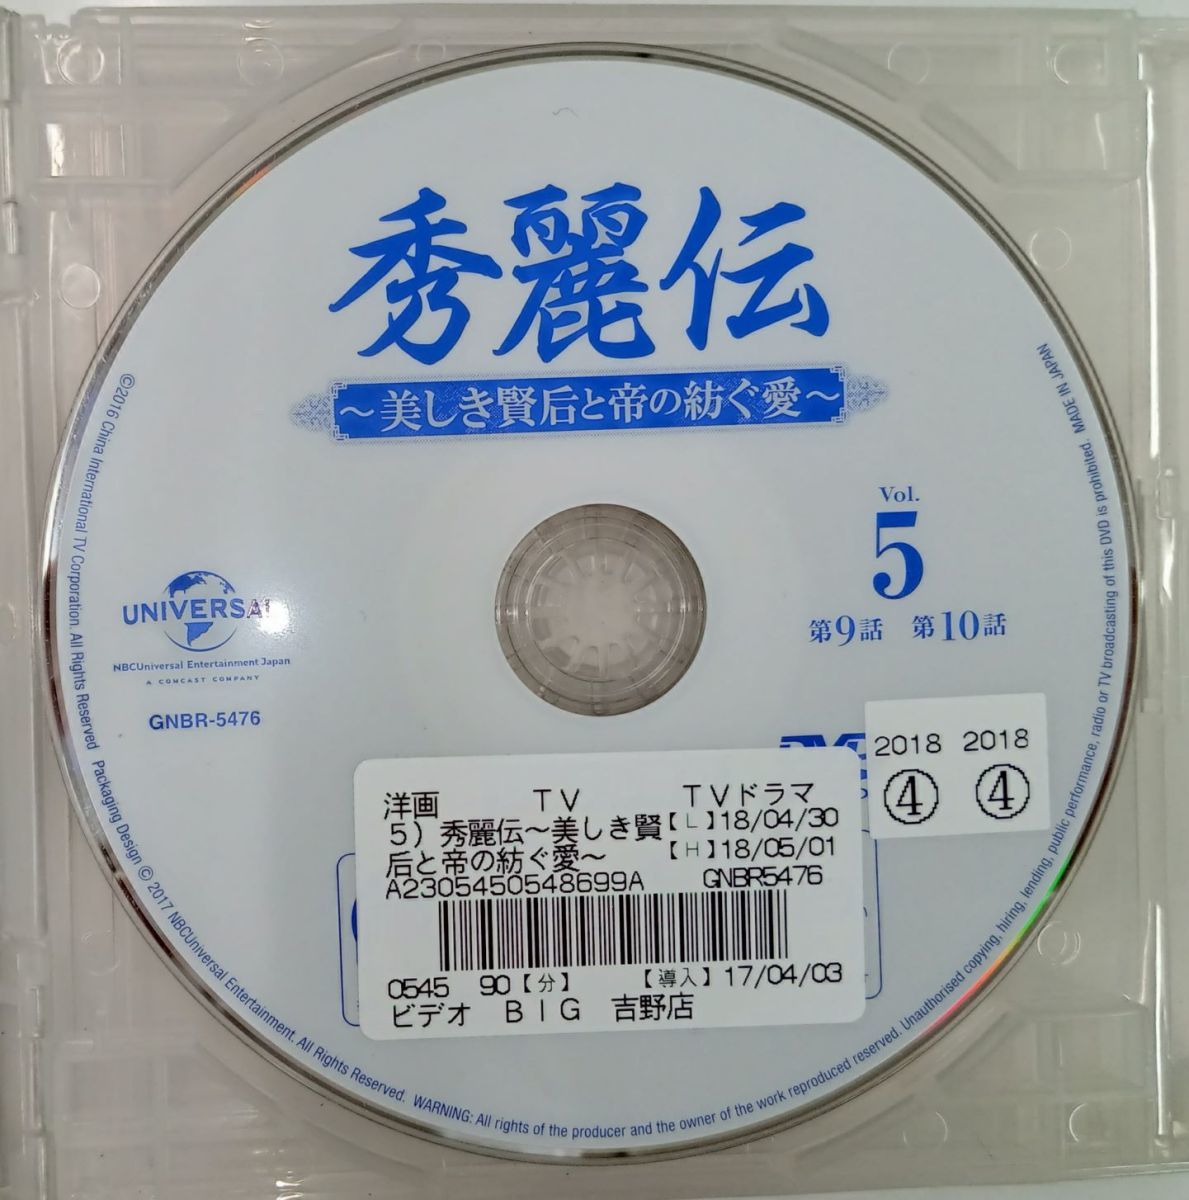 秀麗伝
～美しき賢后と帝の紡ぐ愛～
Vol.
5
第9話 第10話
UNIVERSAL
NBCUniversal Entertainment Japan
A COMCAST COMPANY
GNBR-5476
2018 2018
④ ④
洋画 TV TVドラマ
5）秀麗伝～美しき賢【L】18/04/30
后と帝の紡ぐ愛～ 【H】18/05/01
A2305450548699A GNBR5476
0545 90【分】 【導入】17/04/03
ビデオ BIG 吉野店
©2016 China International TV Corporation. All Rights Reserved Packaging Design © 2017 NBCUniversal Entertainment. All Rights Reserved. WARNING: All rights of the producer and the owner of the work reproduced reserved. Unauthorised copying, hiring, lending, public performance, radio or TV broadcasting of this DVD is prohibited. MADE IN JAPAN